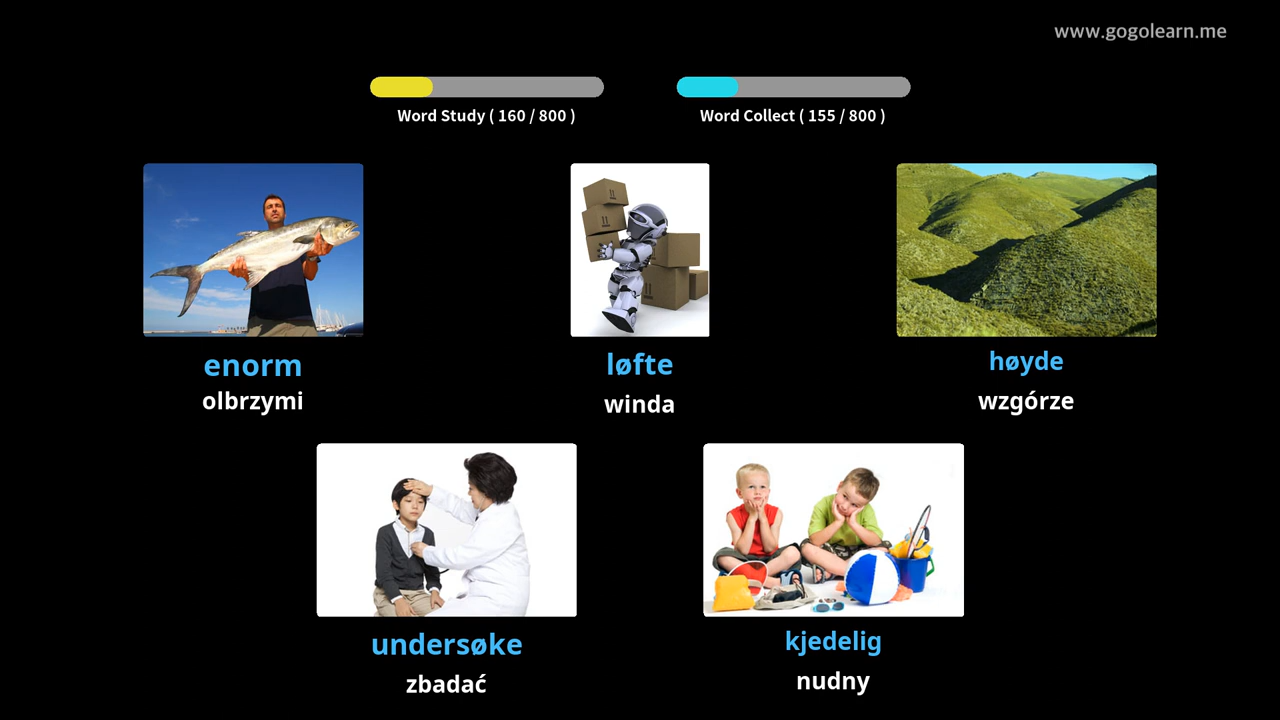 www.gogolearn.me
Word Study ( 160 / 800 )
Word Collect ( 155 / 800 )
enorm
olbrzymi
løfte
winda
høyde
wzgórze
undersøke
zbadać
kjedelig
nudny